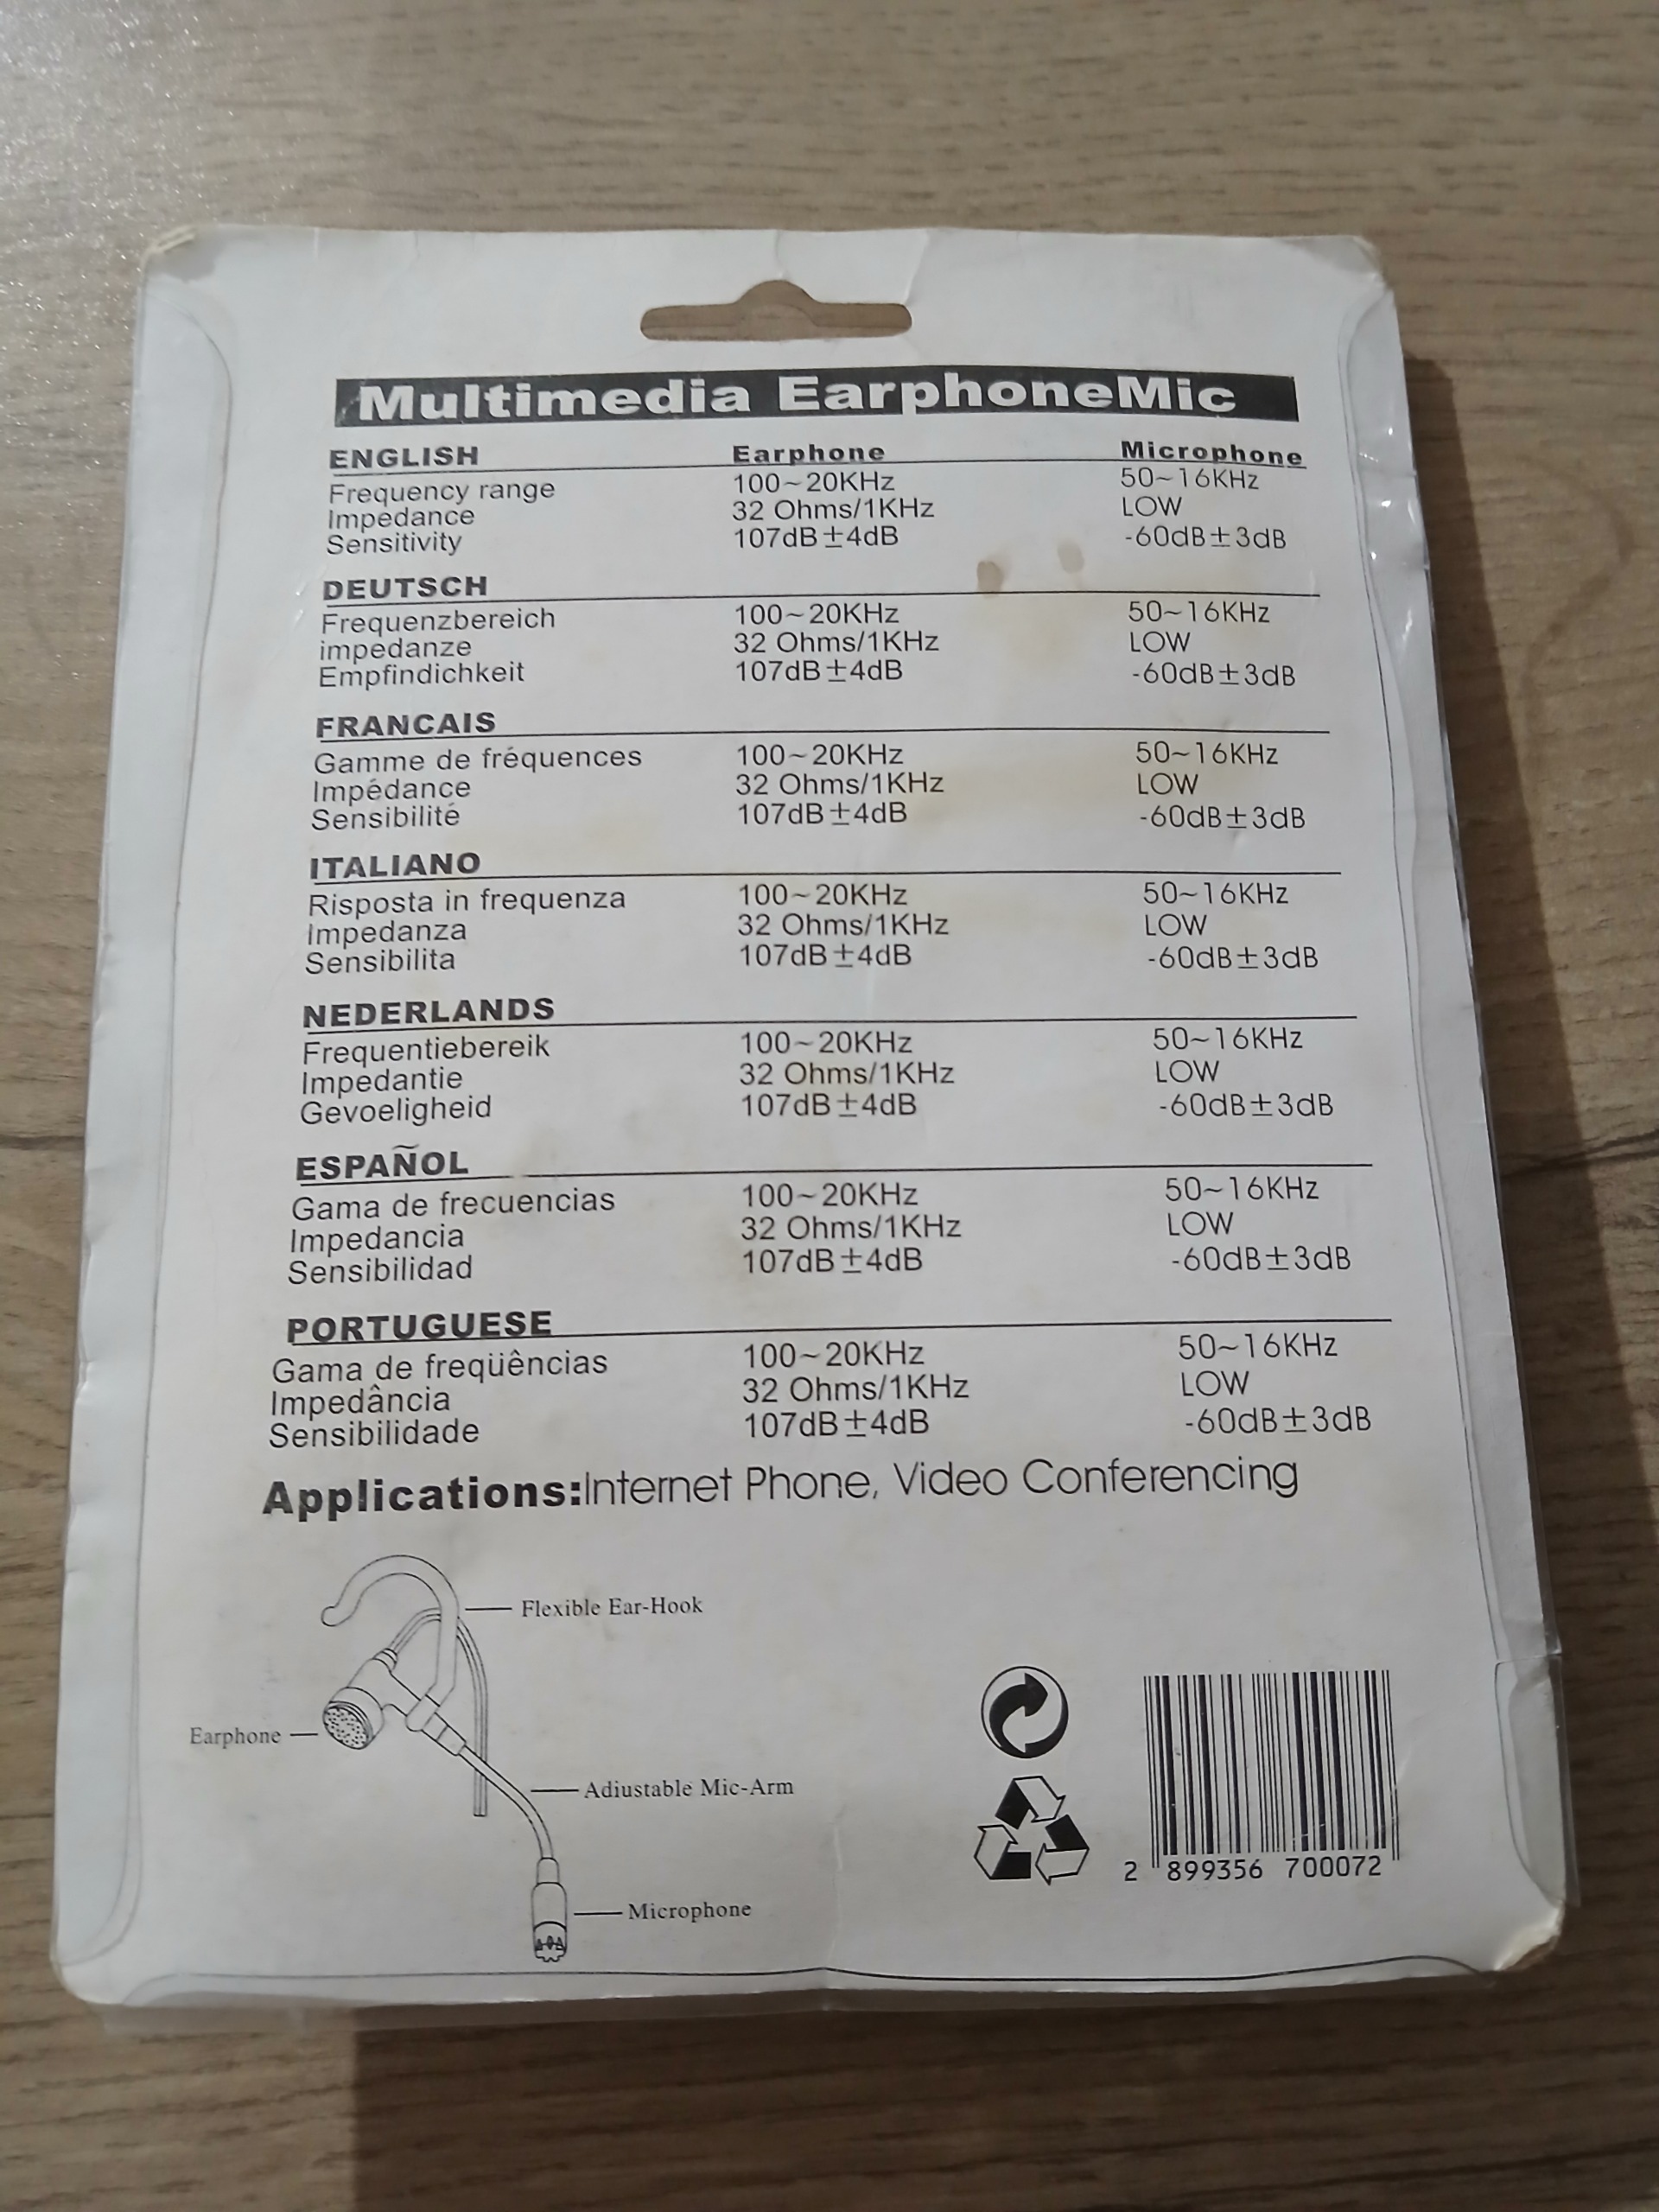 Multimedia EarphoneMic
ENGLISH Earphone Microphone
Frequency range 100~20KHz 50~16KHz
Impedance 32 Ohms/1KHz LOW
Sensitivity 107dB±4dB -60dB±3dB
DEUTSCH
Frequenzbereich 100~20KHz 50~16KHz
impedanze 32 Ohms/1KHz LOW
Empfindichkeit 107dB±4dB -60dB±3dB
FRANCAIS
Gamme de fréquences 100~20KHz 50~16KHz
Impédance 32 Ohms/1KHz LOW
Sensibilité 107dB±4dB -60dB±3dB
ITALIANO
Risposta in frequenza 100~20KHz 50~16KHz
Impedanza 32 Ohms/1KHz LOW
Sensibilita 107dB±4dB -60dB±3dB
NEDERLANDS
Frequentiebereik 100~20KHz 50~16KHz
Impedantie 32 Ohms/1KHz LOW
Gevoeligheid 107dB±4dB -60dB±3dB
ESPAÑOL
Gama de frecuencias 100~20KHz 50~16KHz
Impedancia 32 Ohms/1KHz LOW
Sensibilidad 107dB±4dB -60dB±3dB
PORTUGUESE
Gama de freqüências 100~20KHz 50~16KHz
Impedância 32 Ohms/1KHz LOW
Sensibilidade 107dB±4dB -60dB±3dB
Applications:Internet Phone, Video Conferencing
Flexible Ear-Hook
Earphone
Adiustable Mic-Arm
Microphone
2 899356 700072